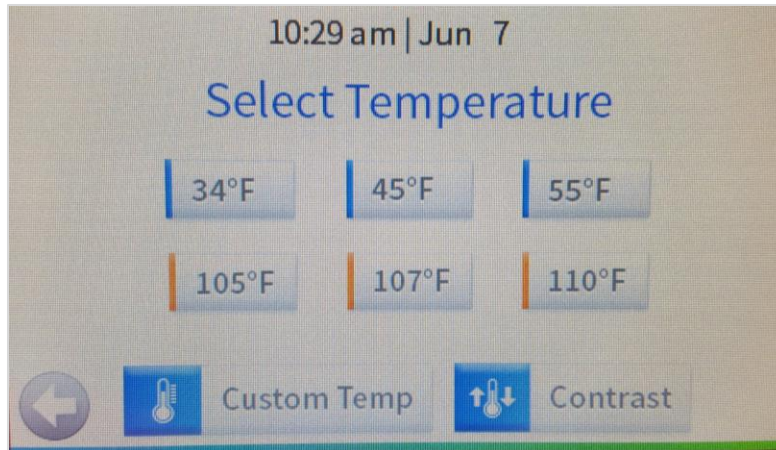 10:29 am | Jun 7
Select Temperature
34°F 45°F 55°F
105°F 107°F 110°F
Custom Temp Contrast